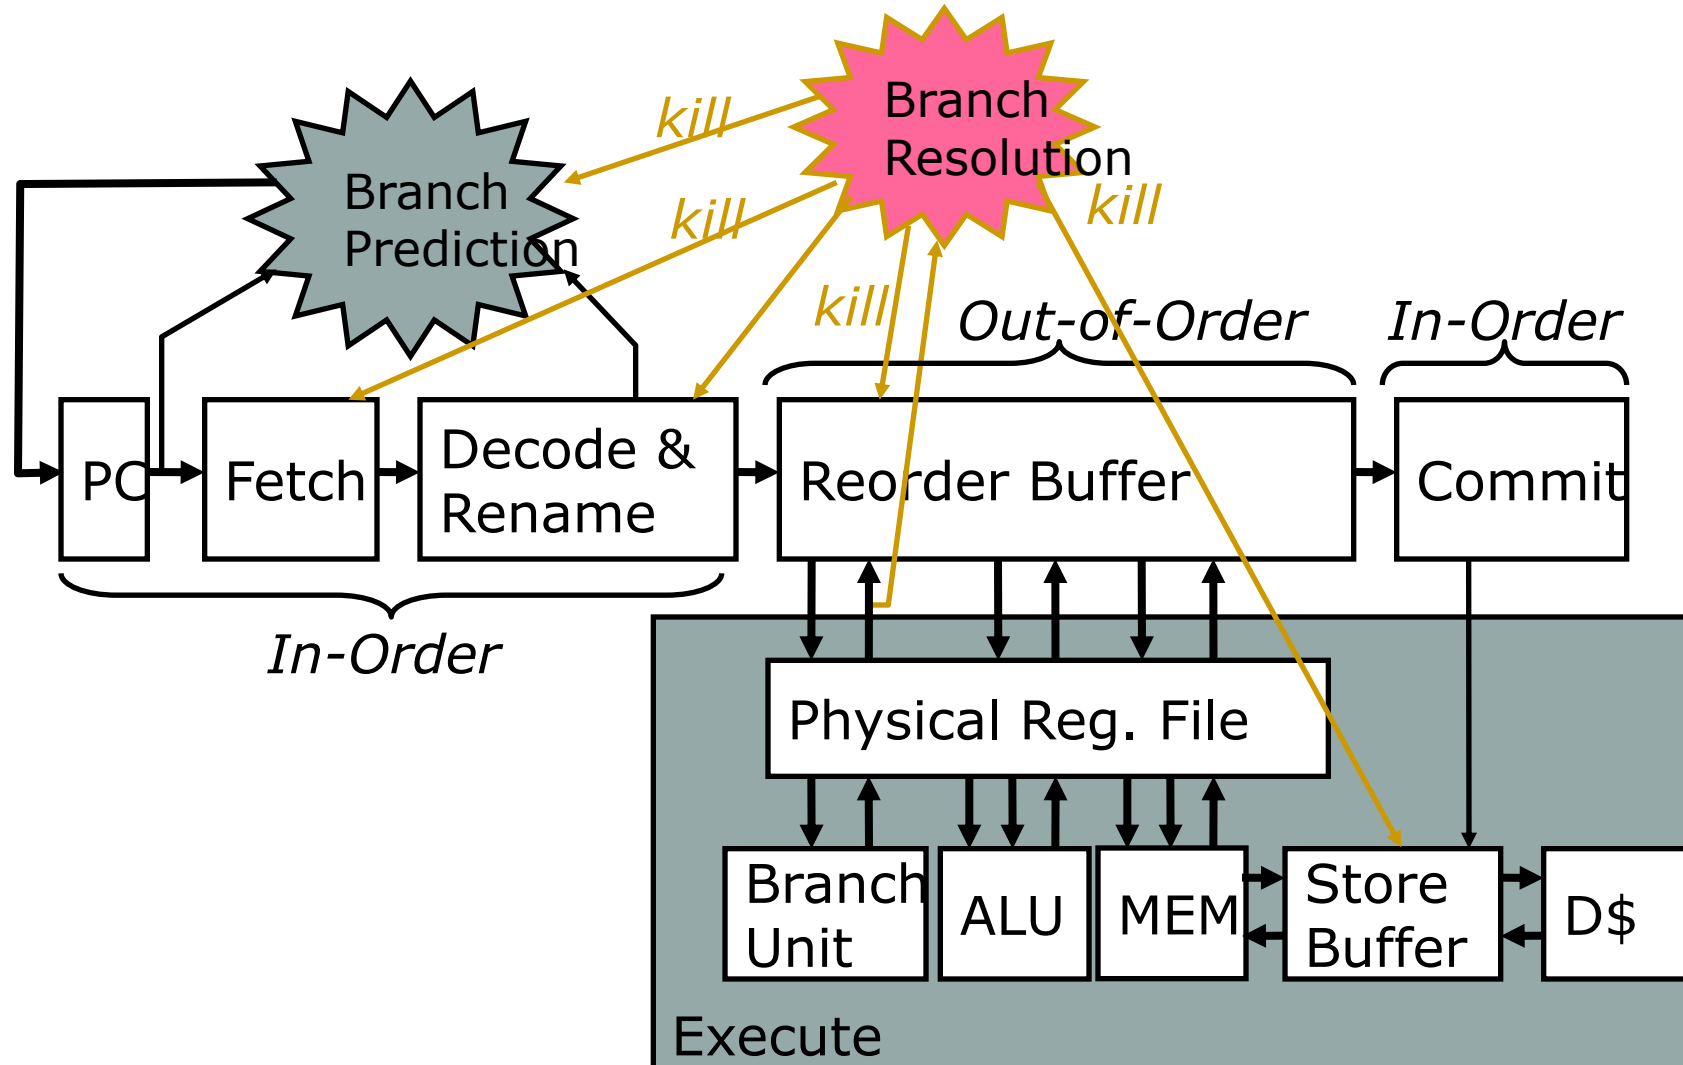 Branch
Resolution
kill
Branch
Prediction
kill
kill
kill
Out-of-Order
In-Order
PC
Fetch
Decode &
Rename
Reorder Buffer
Commit
In-Order
Physical Reg. File
Branch
Unit
ALU
MEM
Store
Buffer
D$
Execute